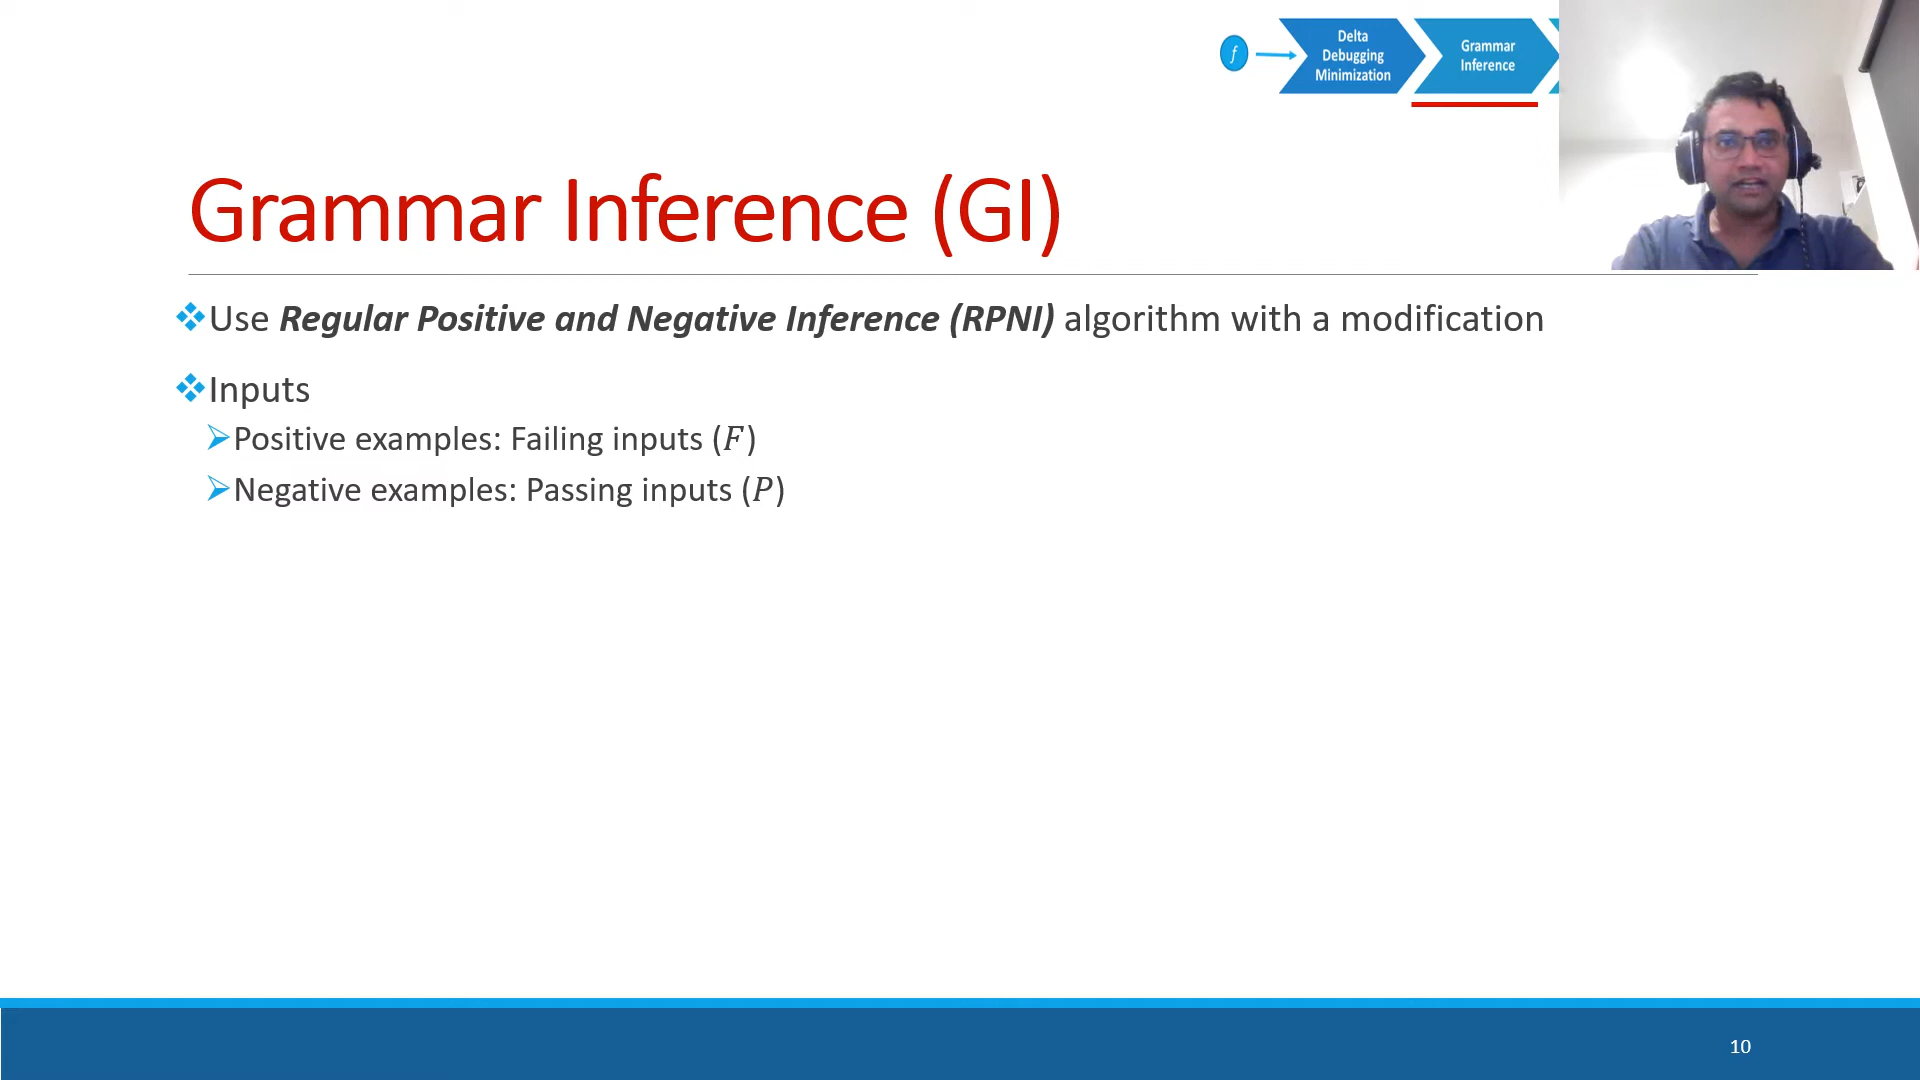 f
Delta
Debugging
Minimization
Grammar
Inference
Grammar Inference (GI)
Use Regular Positive and Negative Inference (RPNI) algorithm with a modification
Inputs
Positive examples: Failing inputs (F)
Negative examples: Passing inputs (P)
10